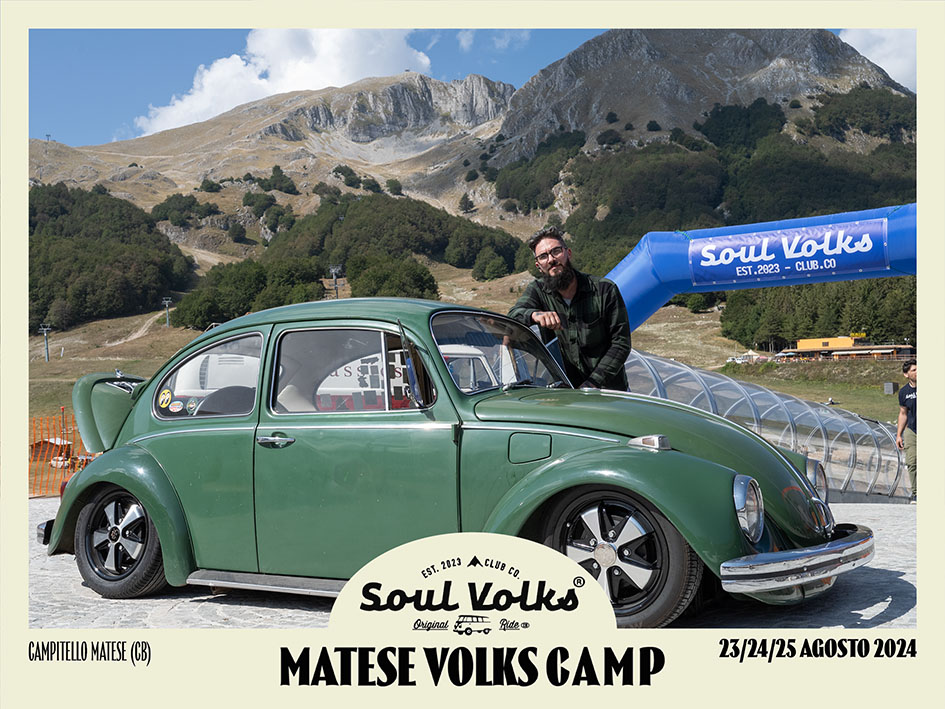 Soul Volks
EST.2023 - CLUB.CO
EST. 2023 CLUB CO.
Soul Volks®
Original Ride
CAMPITELLO MATESE (CB)
MATESE VOLKS CAMP
23/24/25 AGOSTO 2024